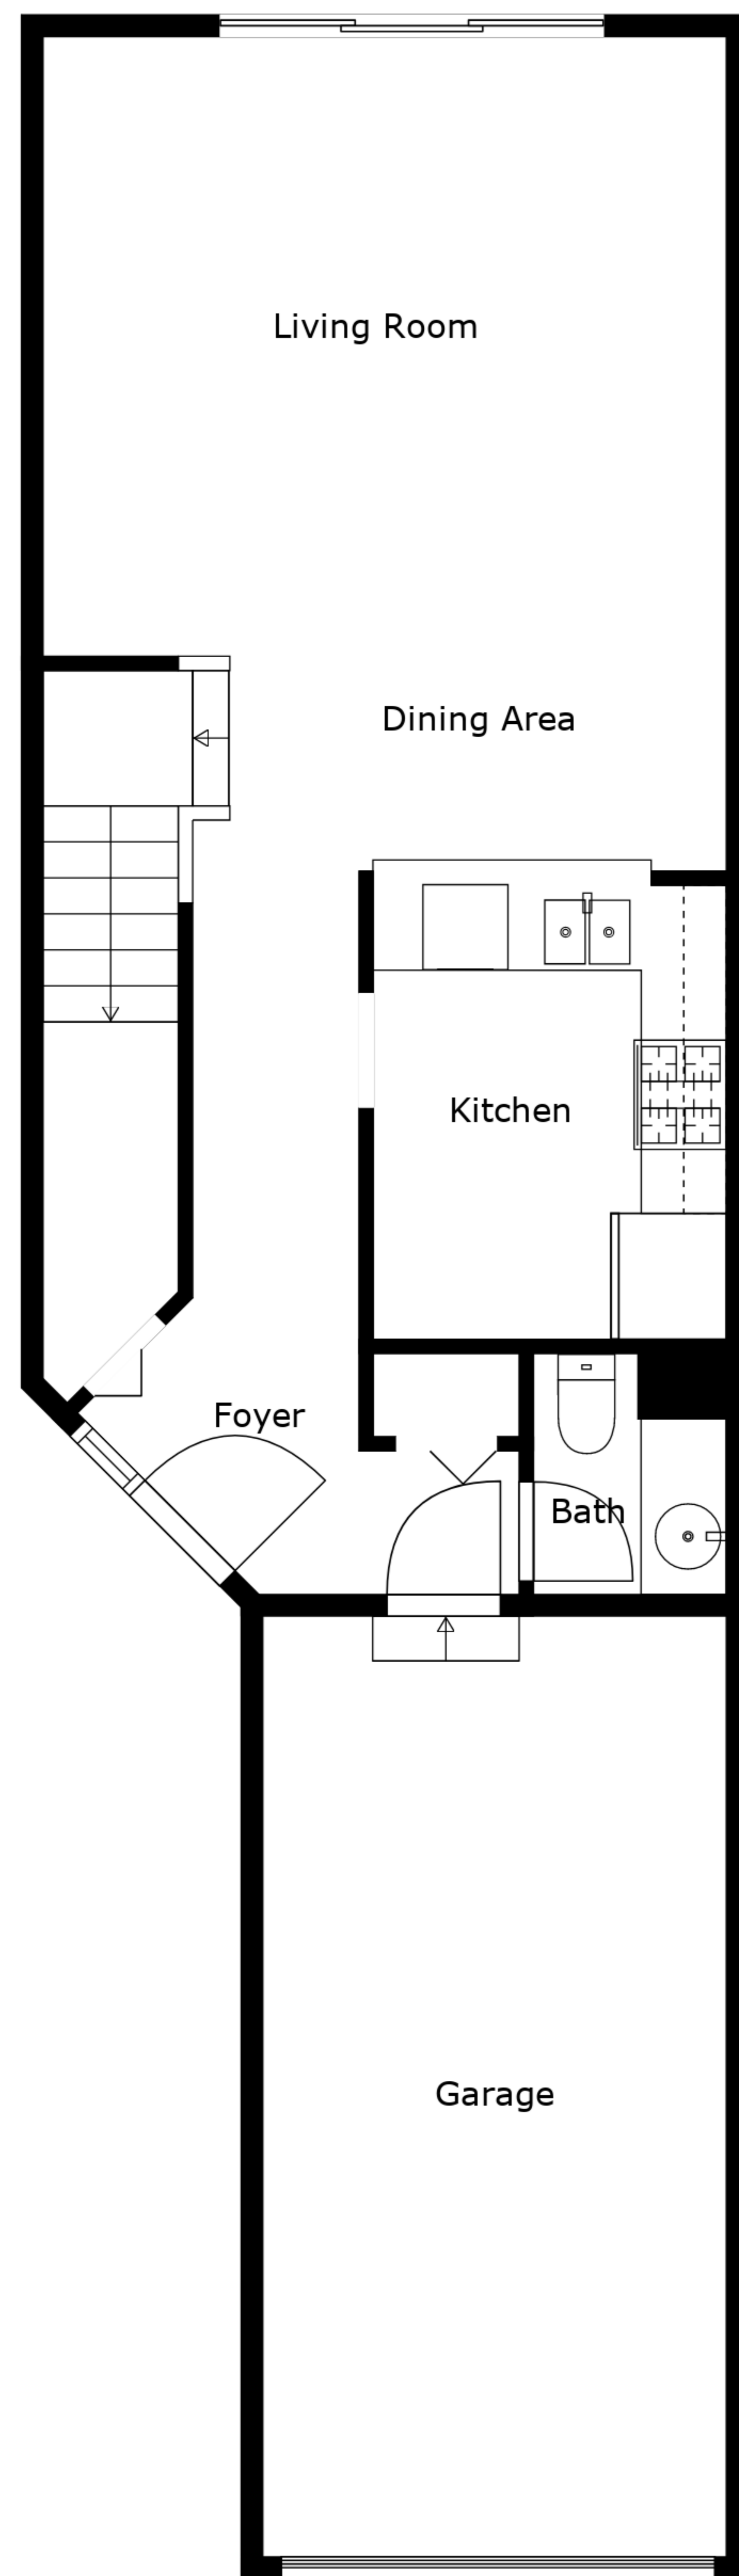 Living Room
Dining Area
Kitchen
Foyer
Bath
Garage